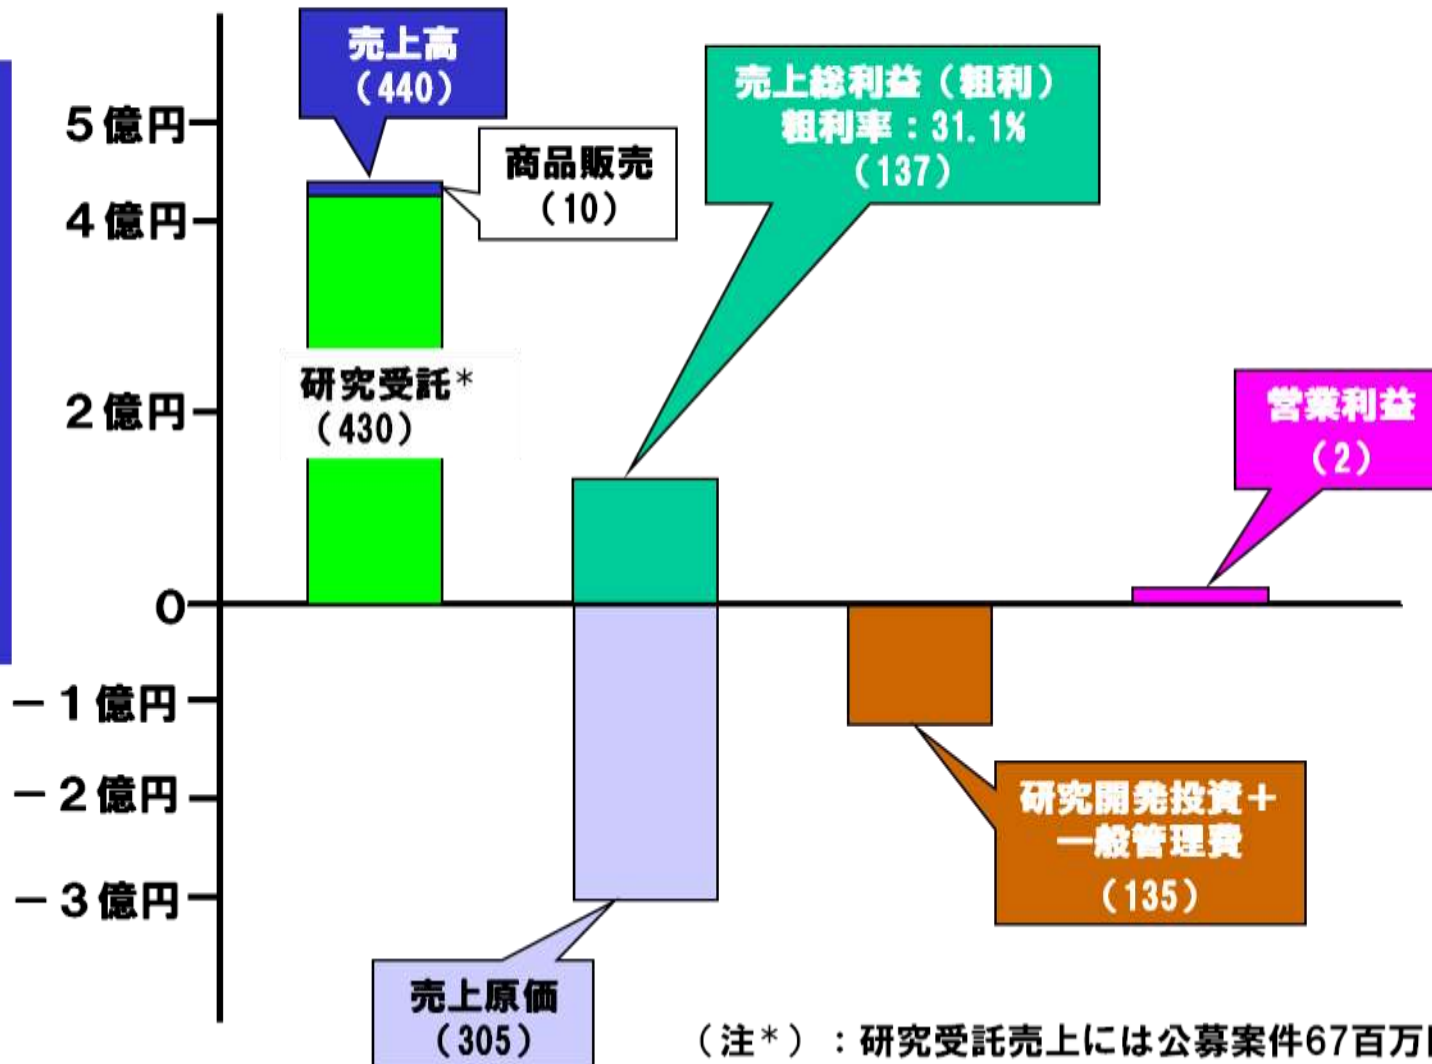 売上高
（440）
売上総利益（粗利）
粗利率：31.1%
（137）
5億円
商品販売
（10）
4億円
研究受託*
（430）
2億円
営業利益
（2）
0
－1億円
－2億円
研究開発投資＋
一般管理費
（135）
－3億円
売上原価
（305）
（注*）：研究受託売上には公募案件67百万